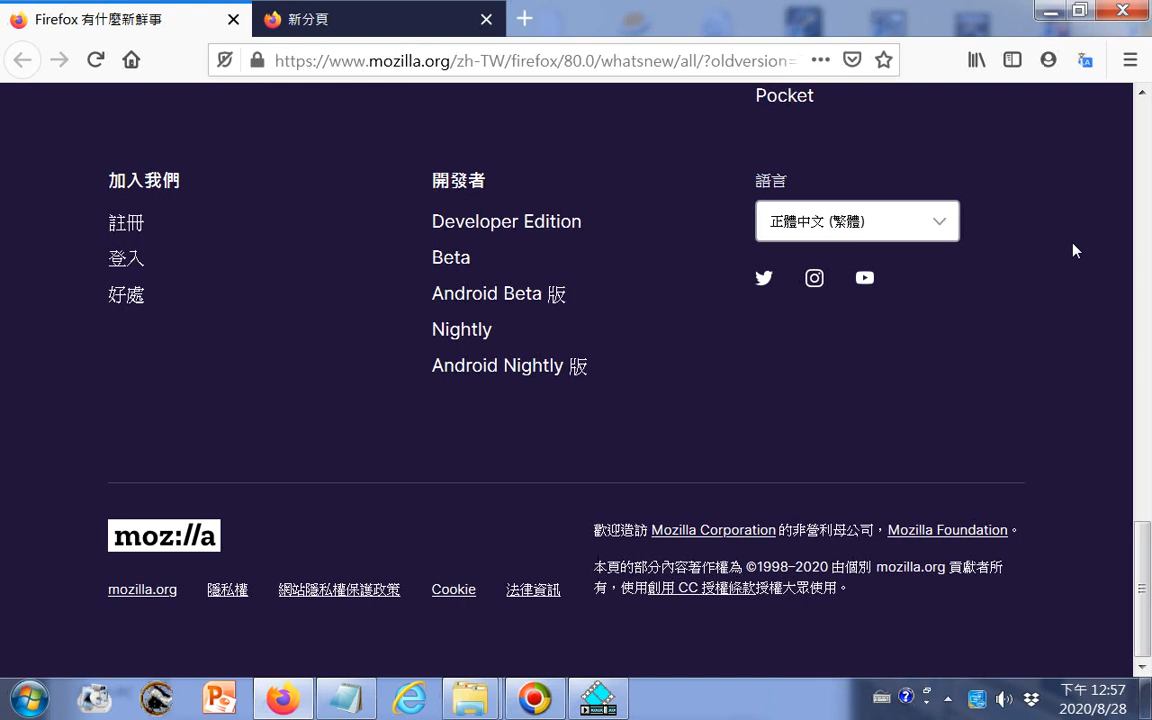 Firefox 有什麼新鮮事
新分頁
https://www.mozilla.org/zh-TW/firefox/80.0/whatsnew/all/?oldversion=
Pocket
加入我們
註冊
登入
好處
開發者
Developer Edition
Beta
Android Beta 版
Nightly
Android Nightly 版
語言
正體中文 (繁體)
moz://a
mozilla.org 隱私權 網站隱私權保護政策 Cookie 法律資訊
歡迎造訪 Mozilla Corporation 的非營利母公司，Mozilla Foundation。
本頁的部分內容著作權為 ©1998–2020 由個別 mozilla.org 貢獻者所
有，使用創用 CC 授權條款授權大眾使用。
下午 12:57
2020/8/28